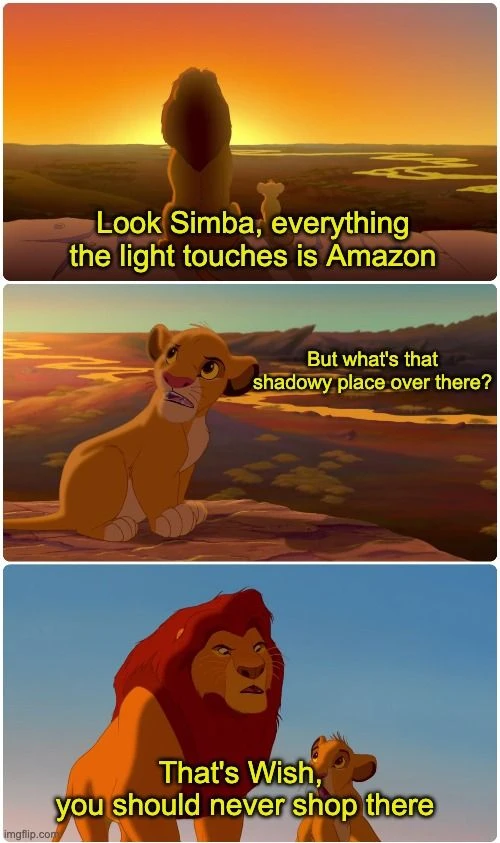 Look Simba, everything
the light touches is Amazon
But what's that
shadowy place over there?
That's Wish,
you should never shop there
imgflip.com